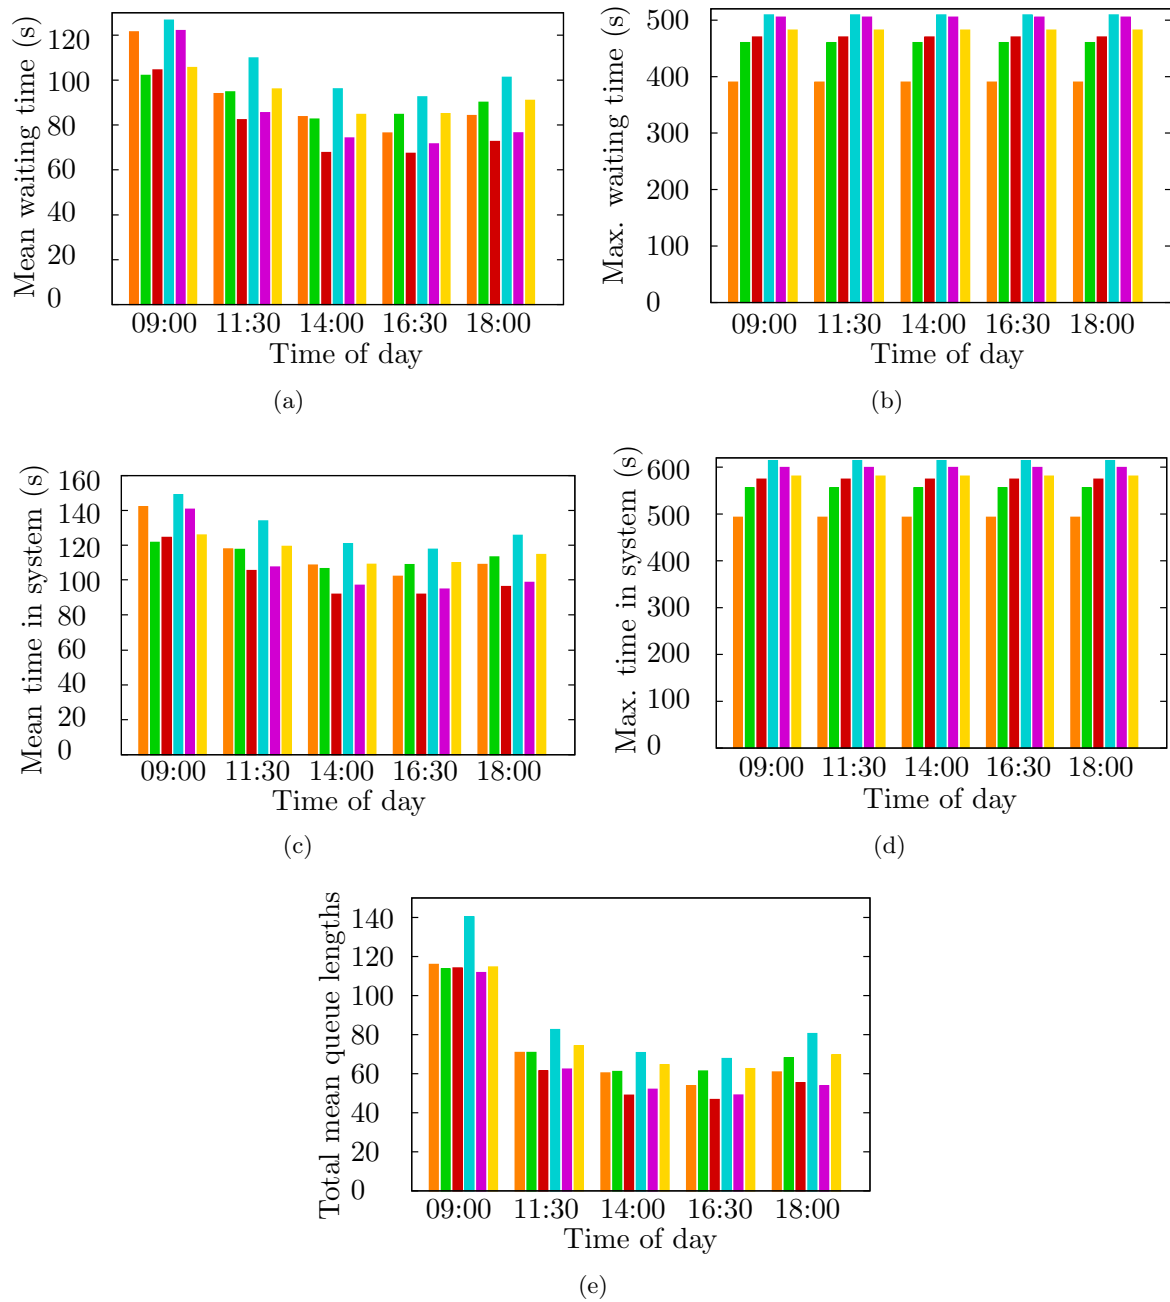 Mean waiting time (s)
120
100
80
60
40
20
0
09:00 11:30 14:00 16:30 18:00
Time of day
(a)
Max. waiting time (s)
500
400
300
200
100
0
09:00 11:30 14:00 16:30 18:00
Time of day
(b)
Mean time in system (s)
160
140
120
100
80
60
40
20
0
09:00 11:30 14:00 16:30 18:00
Time of day
(c)
Max. time in system (s)
600
500
400
300
200
100
0
09:00 11:30 14:00 16:30 18:00
Time of day
(d)
Total mean queue lengths
140
120
100
80
60
40
20
0
09:00 11:30 14:00 16:30 18:00
Time of day
(e)